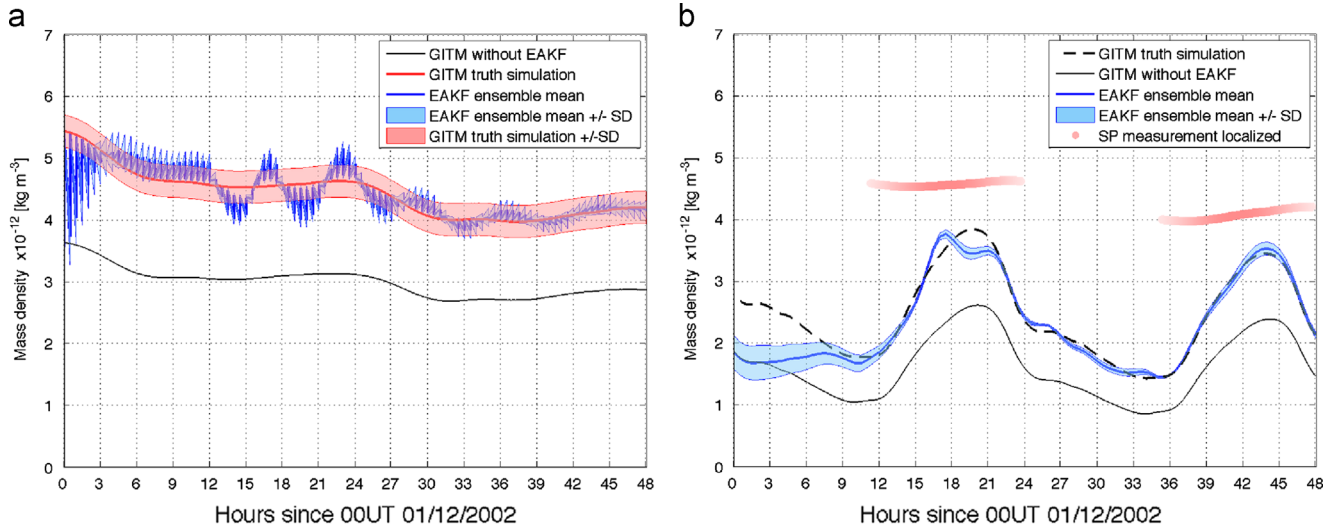 a
7
6
5
4
3
2
1
0
Mass density x10⁻¹² [kg m⁻³]
GITM without EAKF
GITM truth simulation
EAKF ensemble mean
EAKF ensemble mean +/- SD
GITM truth simulation +/-SD
0 3 6 9 12 15 18 21 24 27 30 33 36 39 42 45 48
Hours since 00UT 01/12/2002
b
7
6
5
4
3
2
1
0
Mass density x10⁻¹² [kg m⁻³]
GITM truth simulation
GITM without EAKF
EAKF ensemble mean
EAKF ensemble mean +/- SD
SP measurement localized
0 3 6 9 12 15 18 21 24 27 30 33 36 39 42 45 48
Hours since 00UT 01/12/2002